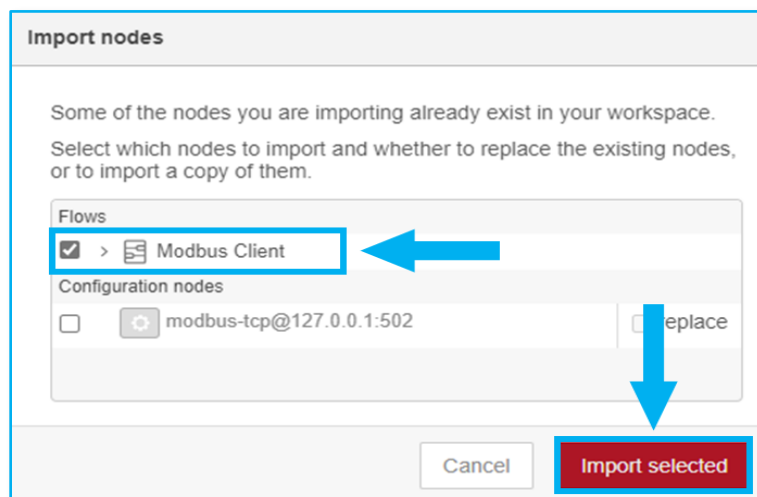 Import nodes
Some of the nodes you are importing already exist in your workspace.
Select which nodes to import and whether to replace the existing nodes,
or to import a copy of them.
Flows
Modbus Client
Configuration nodes
modbus-tcp@127.0.0.1:502
replace
Cancel
Import selected